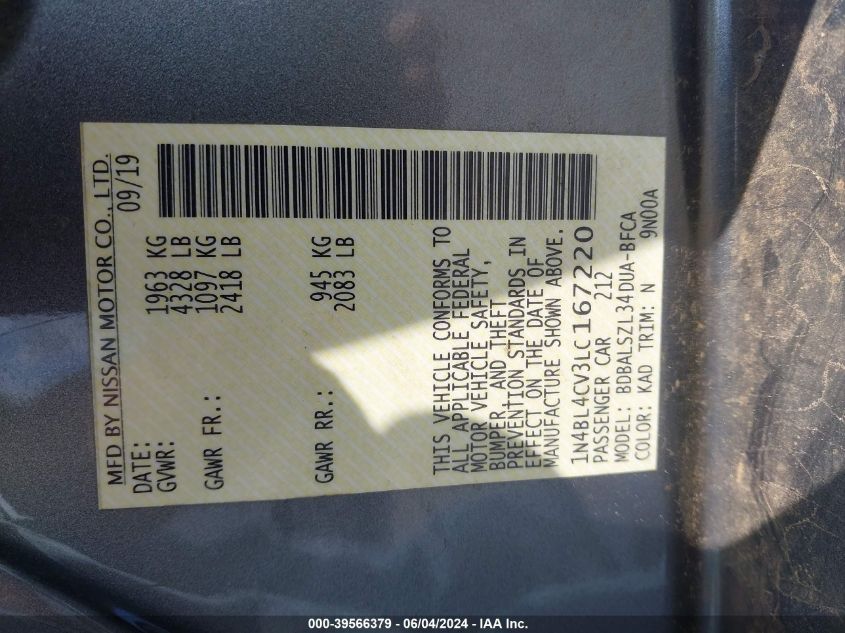 MFD BY NISSAN MOTOR CO., LTD.
DATE: 09/19
GVWR: 1963 KG
4328 LB
GAWR FR.: 1097 KG
2418 LB
GAWR RR.: 945 KG
2083 LB
THIS VEHICLE CONFORMS TO
ALL APPLICABLE FEDERAL
MOTOR VEHICLE SAFETY,
BUMPER, AND THEFT
PREVENTION STANDARDS IN
EFFECT ON THE DATE OF
MANUFACTURE SHOWN ABOVE.
1N4BL4CV3LC167220
PASSENGER CAR 212
MODEL: BDBALSZL34DUA-BFCA
COLOR: KAD TRIM: N 9N00A
000-39566379 - 06/04/2024 - IAA Inc.